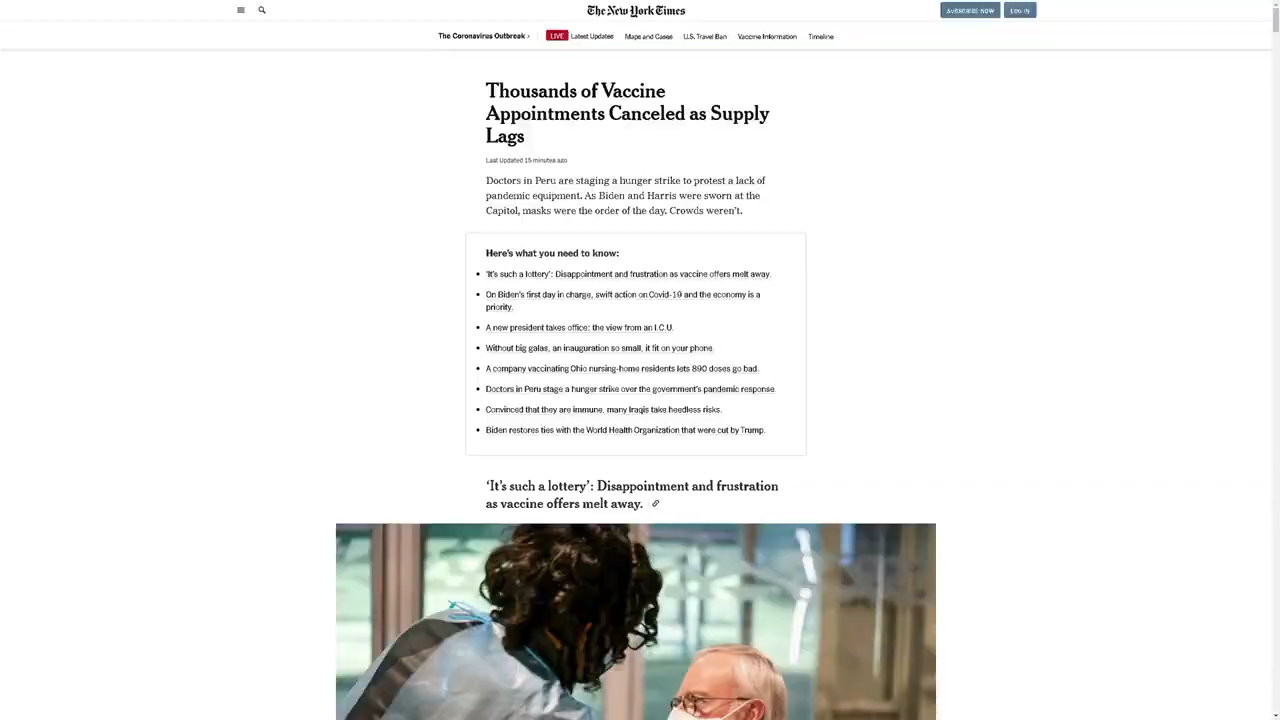 The New York Times
SUBSCRIBE NOW
LOG IN
The Coronavirus Outbreak ›
LIVE Latest Updates
Maps and Cases
U.S. Travel Ban
Vaccine Information
Timeline
Thousands of Vaccine
Appointments Canceled as Supply
Lags
Last Updated 15 minutes ago
Doctors in Peru are staging a hunger strike to protest a lack of
pandemic equipment. As Biden and Harris were sworn at the
Capitol, masks were the order of the day. Crowds weren't.
Here's what you need to know:
'It's such a lottery': Disappointment and frustration as vaccine offers melt away.
On Biden's first day in charge, swift action on Covid-19 and the economy is a
priority.
A new president takes office: the view from an I.C.U.
Without big galas, an inauguration so small, it fit on your phone.
A company vaccinating Ohio nursing-home residents lets 890 doses go bad.
Doctors in Peru stage a hunger strike over the government's pandemic response.
Convinced that they are immune, many Iraqis take heedless risks.
Biden restores ties with the World Health Organization that were cut by Trump.
'It's such a lottery': Disappointment and frustration
as vaccine offers melt away.